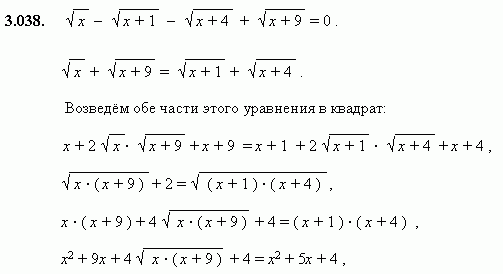 3.038. √x − √(x + 1) − √(x + 4) + √(x + 9) = 0 .
√x + √(x + 9) = √(x + 1) + √(x + 4) .
Возведём обе части этого уравнения в квадрат:
x + 2 √x · √(x + 9) + x + 9 = x + 1 + 2 √(x + 1) · √(x + 4) + x + 4 ,
√(x · ( x + 9 )) + 2 = √(( x + 1) · ( x + 4 )) ,
x · ( x + 9 ) + 4 √(x · ( x + 9 )) + 4 = ( x + 1) · ( x + 4 ) ,
x² + 9x + 4 √(x · ( x + 9 )) + 4 = x² + 5x + 4 ,